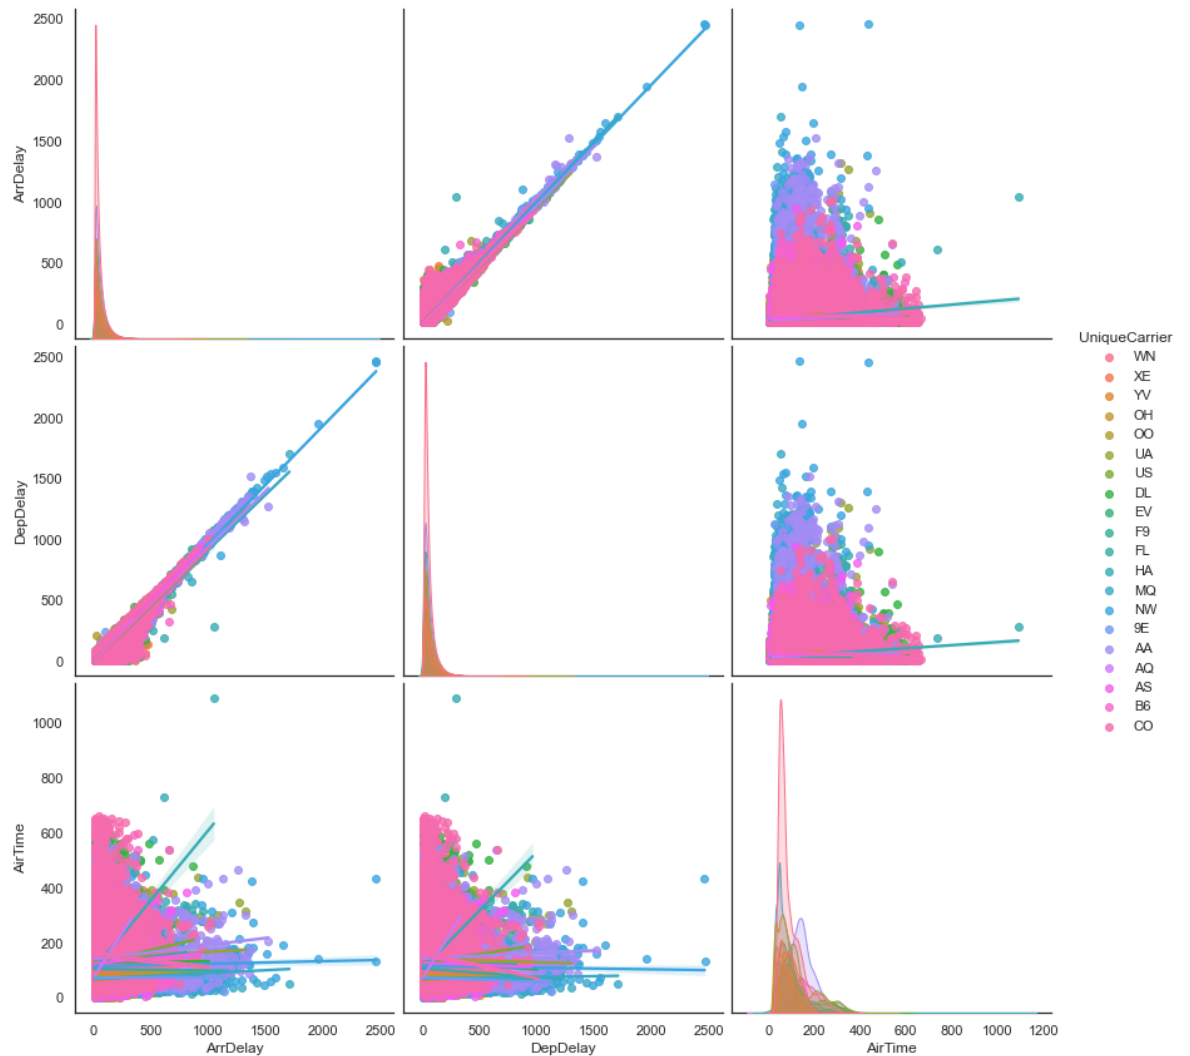 2500
2000
1500
1000
500
0
ArrDelay
UniqueCarrier
WN
XE
YV
OH
OO
UA
US
DL
EV
F9
FL
HA
MQ
NW
9E
AA
AQ
AS
B6
CO
2500
2000
1500
1000
500
0
DepDelay
1000
800
600
400
200
0
AirTime
0 500 1000 1500 2000 2500
ArrDelay
0 500 1000 1500 2000 2500
DepDelay
0 200 400 600 800 1000 1200
AirTime